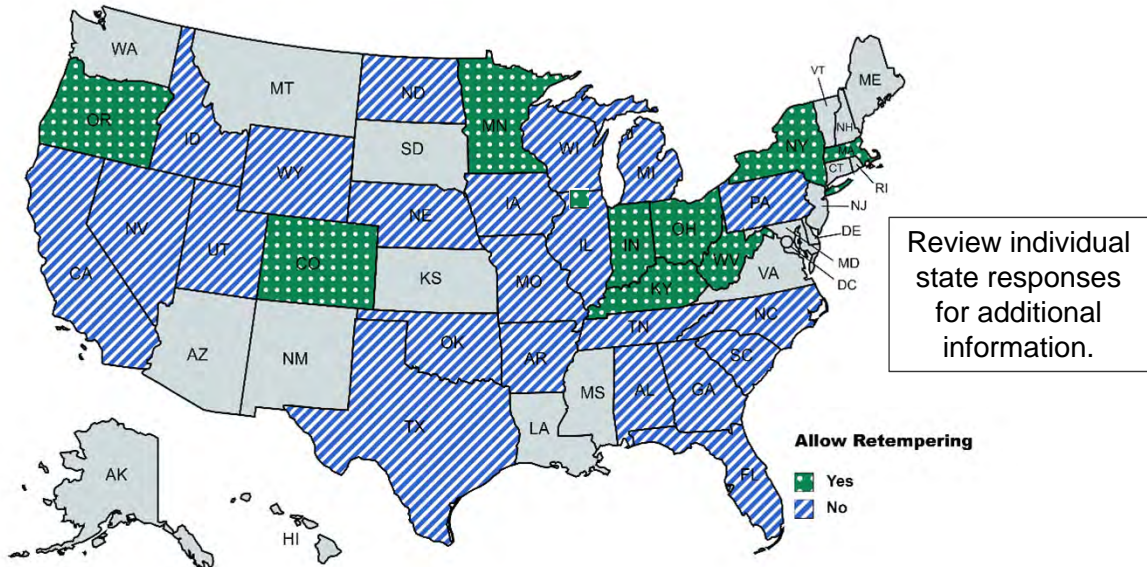 WA
MT
ND
MN
ME
VT
NH
OR
ID
WY
SD
WI
MI
NY
MA
CT
RI
NV
UT
CO
NE
IA
IL
IN
OH
PA
NJ
DE
MD
DC
CA
KS
MO
KY
WV
VA
AZ
NM
OK
AR
TN
NC
SC
TX
LA
MS
AL
GA
FL
AK
HI
Review individual
state responses
for additional
information.
Allow Retempering
Yes
No